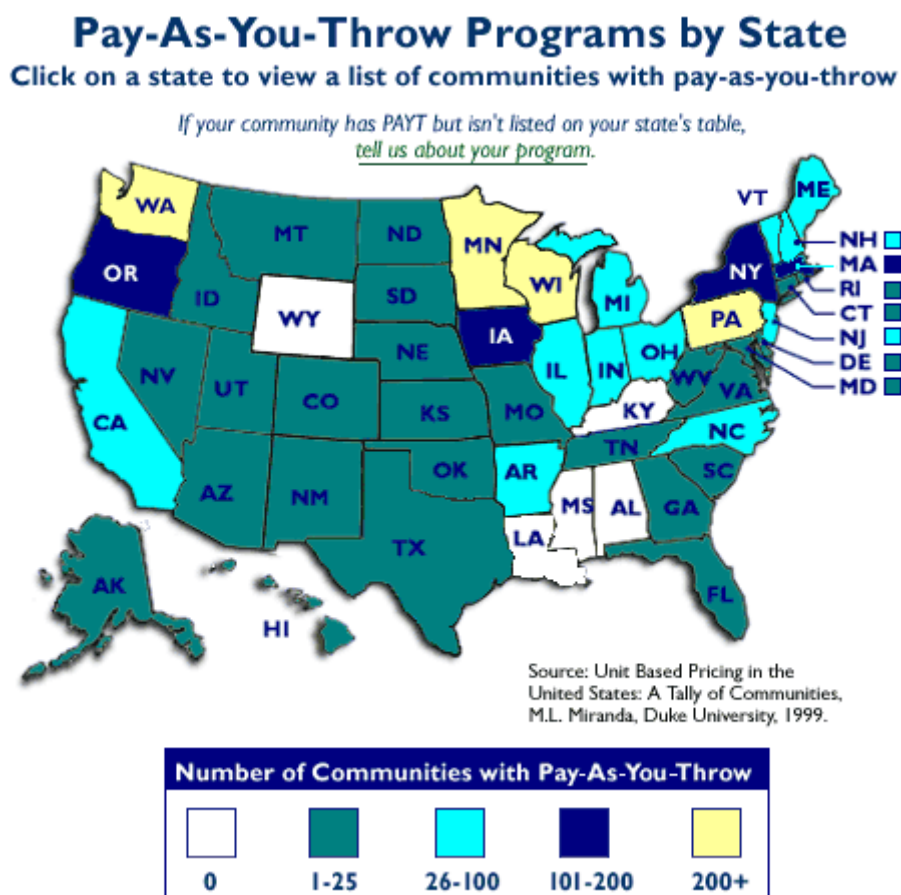 Pay-As-You-Throw Programs by State
Click on a state to view a list of communities with pay-as-you-throw
If your community has PAYT but isn't listed on your state's table,
tell us about your program.
WA
MT
ND
MN
VT
ME
OR
ID
SD
WI
MI
NY
NH
MA
RI
CT
NJ
DE
MD
WY
IA
PA
NE
NV
UT
CO
IL
IN
OH
WV
VA
CA
KS
MO
KY
NC
AZ
NM
OK
AR
TN
SC
TX
LA
MS
AL
GA
AK
HI
FL
Source: Unit Based Pricing in the
United States: A Tally of Communities,
M.L. Miranda, Duke University, 1999.
Number of Communities with Pay-As-You-Throw
0 1-25 26-100 101-200 200+